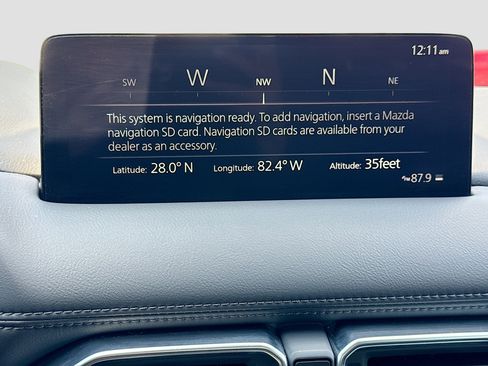 12:11am
SW W NW N NE
This system is navigation ready. To add navigation, insert a Mazda
navigation SD card. Navigation SD cards are available from your
dealer as an accessory.
Latitude: 28.0° N Longitude: 82.4° W Altitude: 35feet
FM 87.9